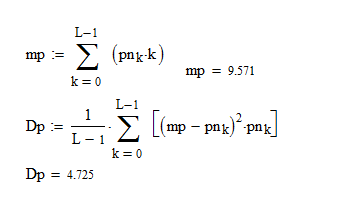 mp := ∑_{k = 0}^{L−1} (pn_k·k)
mp = 9.571
Dp := \frac{1}{L − 1}·∑_{k = 0}^{L−1} [(mp − pn_k)^2·pn_k]
Dp = 4.725